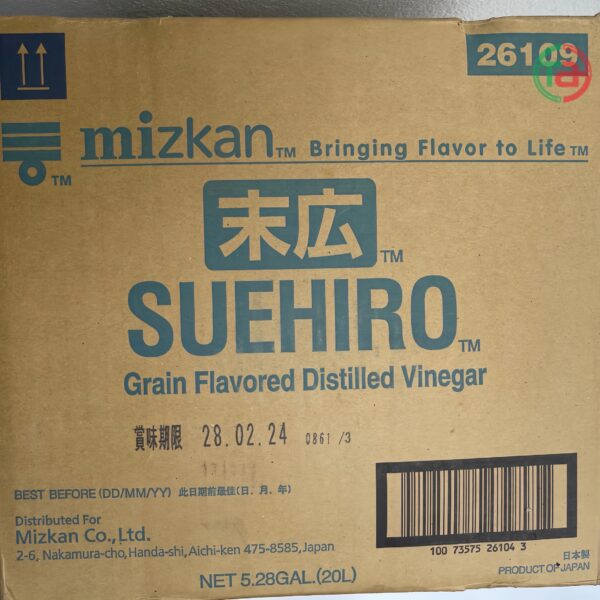 26109
mizkan™ Bringing Flavor to Life™
TM
末広™
SUEHIRO™
Grain Flavored Distilled Vinegar
賞味期限 28.02.24 0861 /3
BEST BEFORE (DD/MM/YY) 此日期前最佳(日、月、年)
Distributed For
Mizkan Co.,Ltd.
2-6, Nakamura-cho, Handa-shi, Aichi-ken 475-8585, Japan
100 73575 26104 3
日本製
PRODUCT OF JAPAN
NET 5.28GAL.(20L)